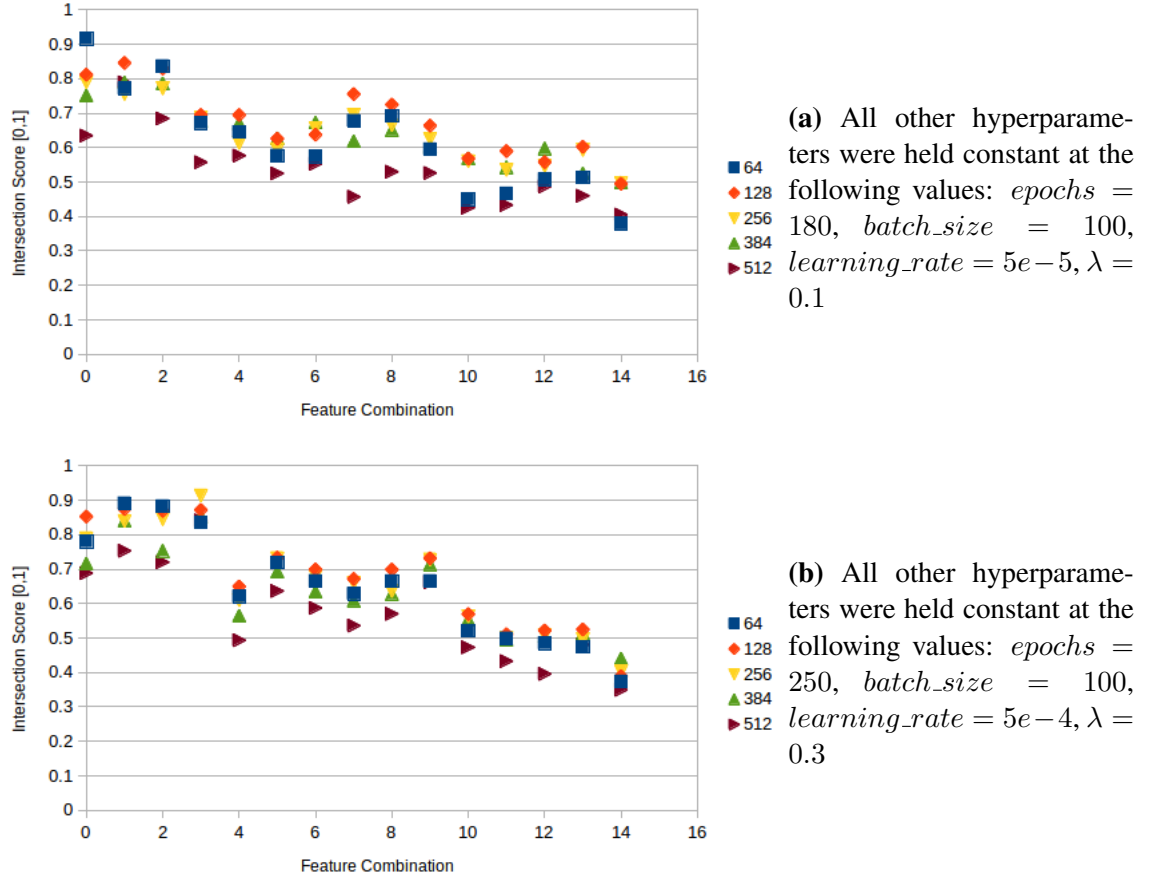 1
0.9
0.8
0.7
0.6
0.5
0.4
0.3
0.2
0.1
0
Intersection Score [0,1]
0 2 4 6 8 10 12 14 16
Feature Combination
64
128
256
384
512
(a) All other hyperparame-
ters were held constant at the
following values: epochs =
180, batch_size = 100,
learning_rate = 5e−5, λ =
0.1
1
0.9
0.8
0.7
0.6
0.5
0.4
0.3
0.2
0.1
0
Intersection Score [0,1]
0 2 4 6 8 10 12 14 16
Feature Combination
64
128
256
384
512
(b) All other hyperparame-
ters were held constant at the
following values: epochs =
250, batch_size = 100,
learning_rate = 5e−4, λ =
0.3